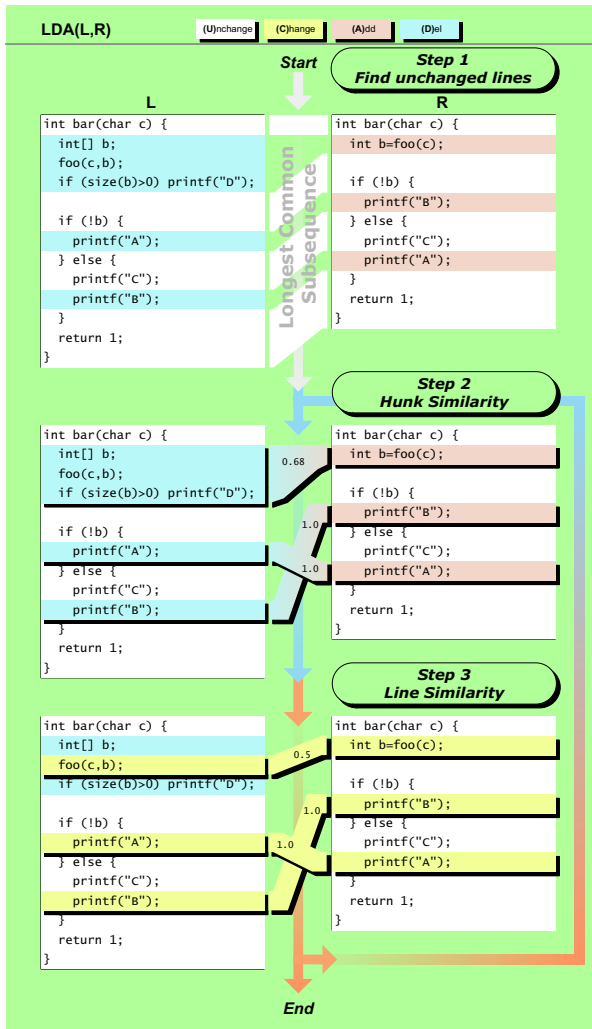 LDA(L,R)
(U)nchange (C)hange (A)dd (D)el
Start
Step 1
Find unchanged lines
L
R
int bar(char c) {
int[] b;
foo(c,b);
if (size(b)>0) printf("D");
if (!b) {
printf("A");
} else {
printf("C");
printf("B");
}
return 1;
}
Longest Common
Subsequence
int bar(char c) {
int b=foo(c);
if (!b) {
printf("B");
} else {
printf("C");
printf("A");
}
return 1;
}
Step 2
Hunk Similarity
int bar(char c) {
int[] b;
foo(c,b);
if (size(b)>0) printf("D");
if (!b) {
printf("A");
} else {
printf("C");
printf("B");
}
return 1;
}
0.68
1.0
1.0
int bar(char c) {
int b=foo(c);
if (!b) {
printf("B");
} else {
printf("C");
printf("A");
}
return 1;
}
Step 3
Line Similarity
int bar(char c) {
int[] b;
foo(c,b);
if (size(b)>0) printf("D");
if (!b) {
printf("A");
} else {
printf("C");
printf("B");
}
return 1;
}
0.5
1.0
1.0
int bar(char c) {
int b=foo(c);
if (!b) {
printf("B");
} else {
printf("C");
printf("A");
}
return 1;
}
End